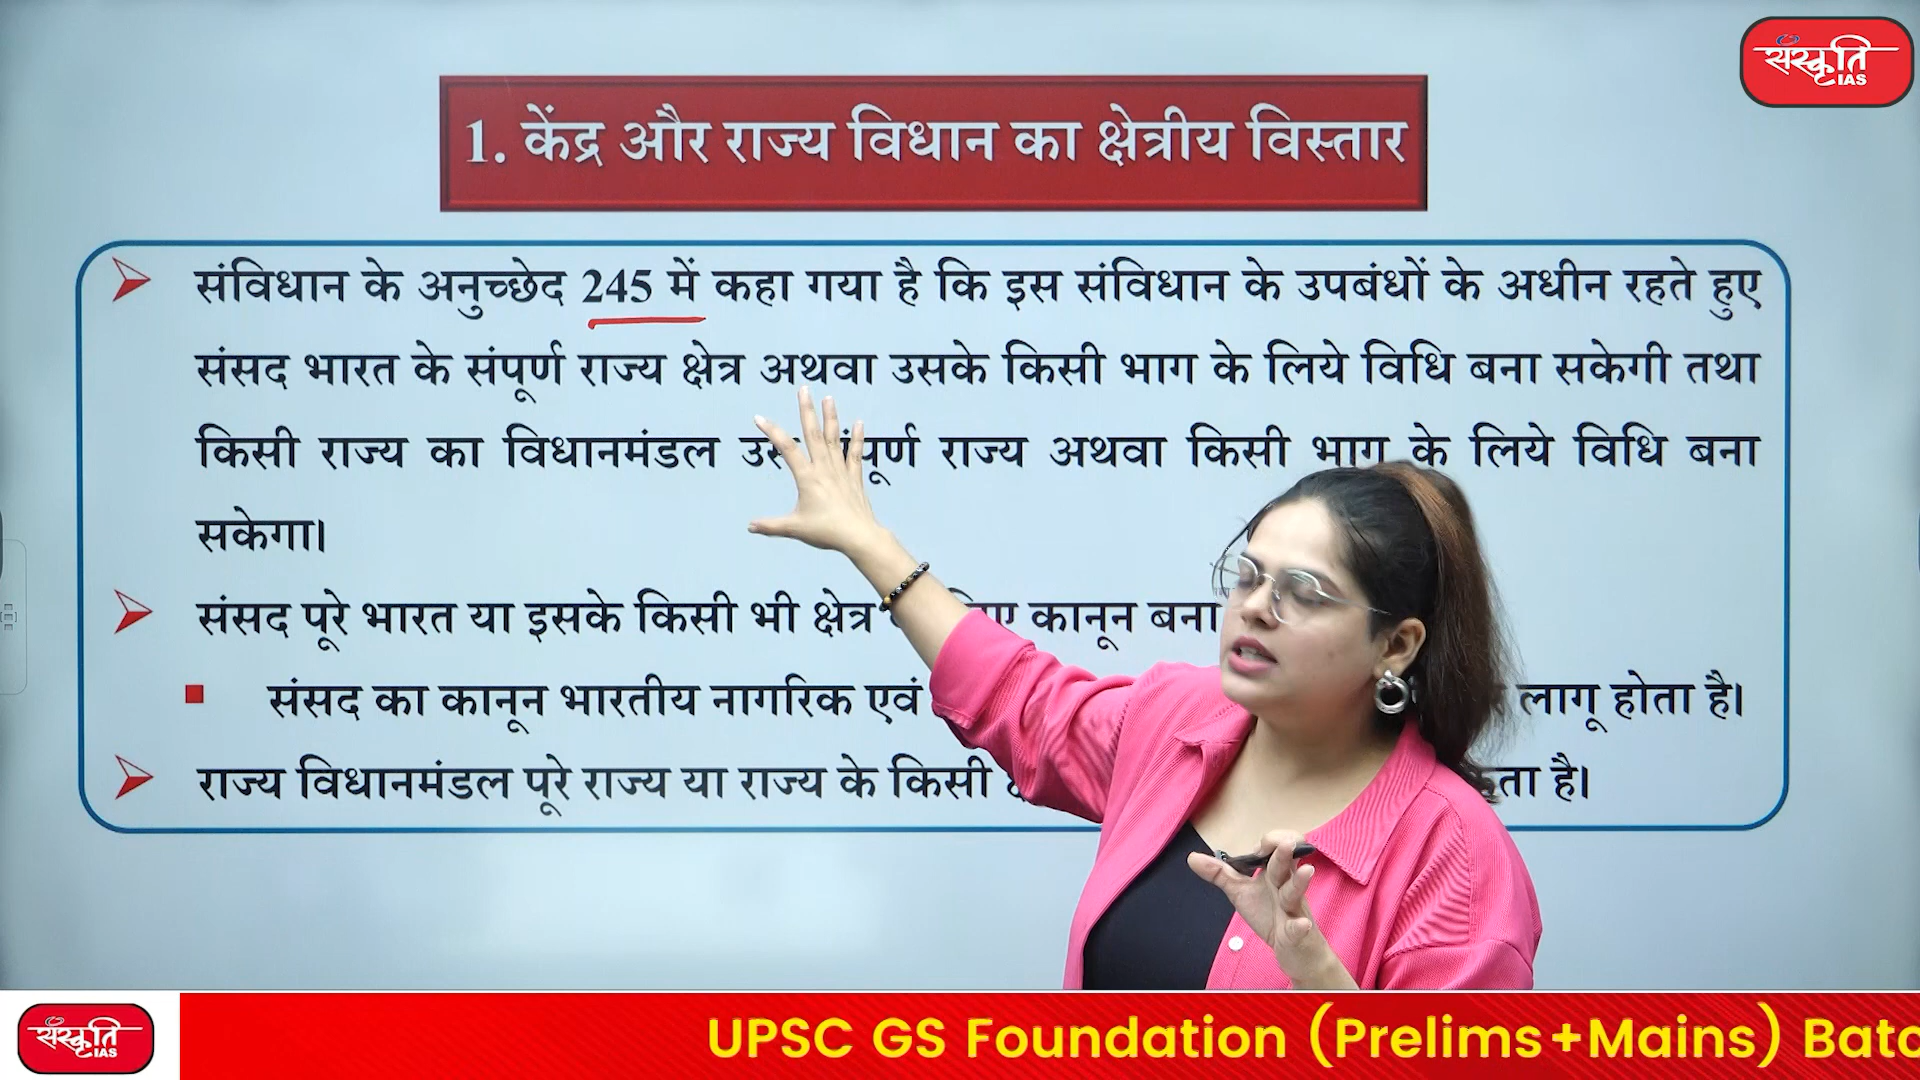 संस्कृति
IAS
1. केंद्र और राज्य विधान का क्षेत्रीय विस्तार
संविधान के अनुच्छेद 245 में कहा गया है कि इस संविधान के उपबंधों के अधीन रहते हुए
संसद भारत के संपूर्ण राज्य क्षेत्र अथवा उसके किसी भाग के लिये विधि बना सकेगी तथा
किसी राज्य का विधानमंडल राज्य अथवा किसी भाग के लिये विधि बना
सकेगा।
संसद पूरे भारत या इसके किसी भी क्षेत्र कानून बना
संसद का कानून भारतीय नागरिक एवं लागू होता है।
राज्य विधानमंडल पूरे राज्य या राज्य के किसी है।
संस्कृति
IAS
UPSC GS Foundation (Prelims+Mains)